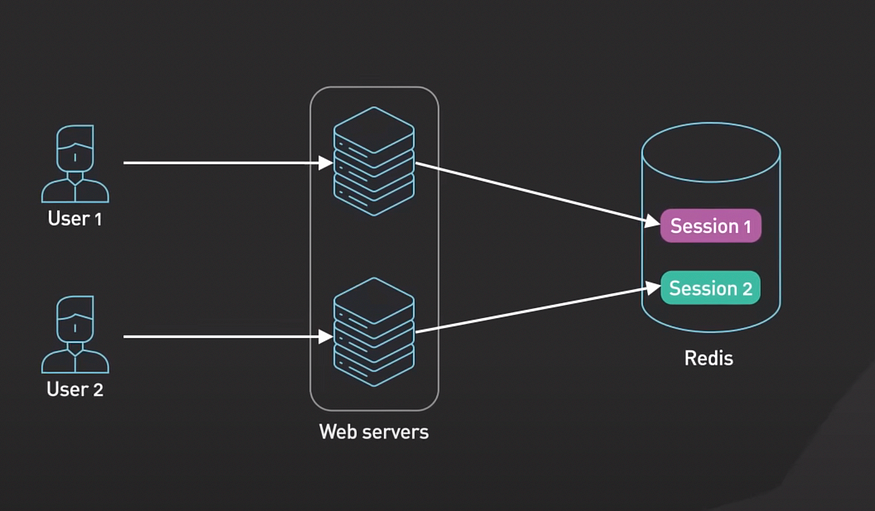 User 1
User 2
Web servers
Session 1
Session 2
Redis